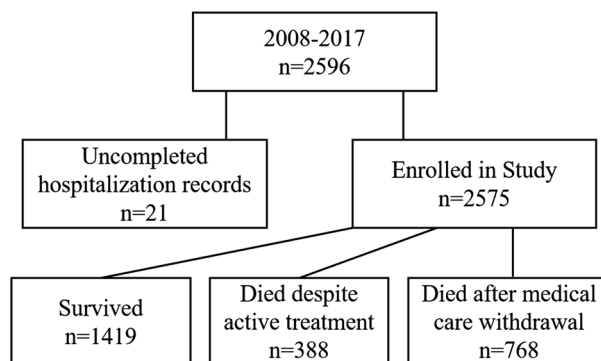 2008-2017
n=2596
Uncompleted
hospitalization records
n=21
Enrolled in Study
n=2575
Survived
n=1419
Died despite
active treatment
n=388
Died after medical
care withdrawal
n=768